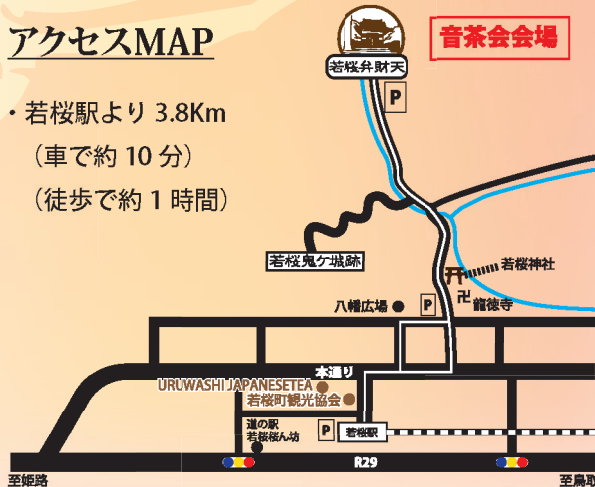 アクセスMAP
音茶会会場
若桜弁財天
P
・若桜駅より 3.8Km
（車で約 10 分）
（徒歩で約 1 時間）
若桜鬼ケ城跡
若桜神社
卍 龍徳寺
八幡広場
P
本通り
URUWASHI JAPANESETEA
若桜町観光協会
道の駅
若桜桜ん坊
P
若桜駅
R29
至姫路
至鳥取